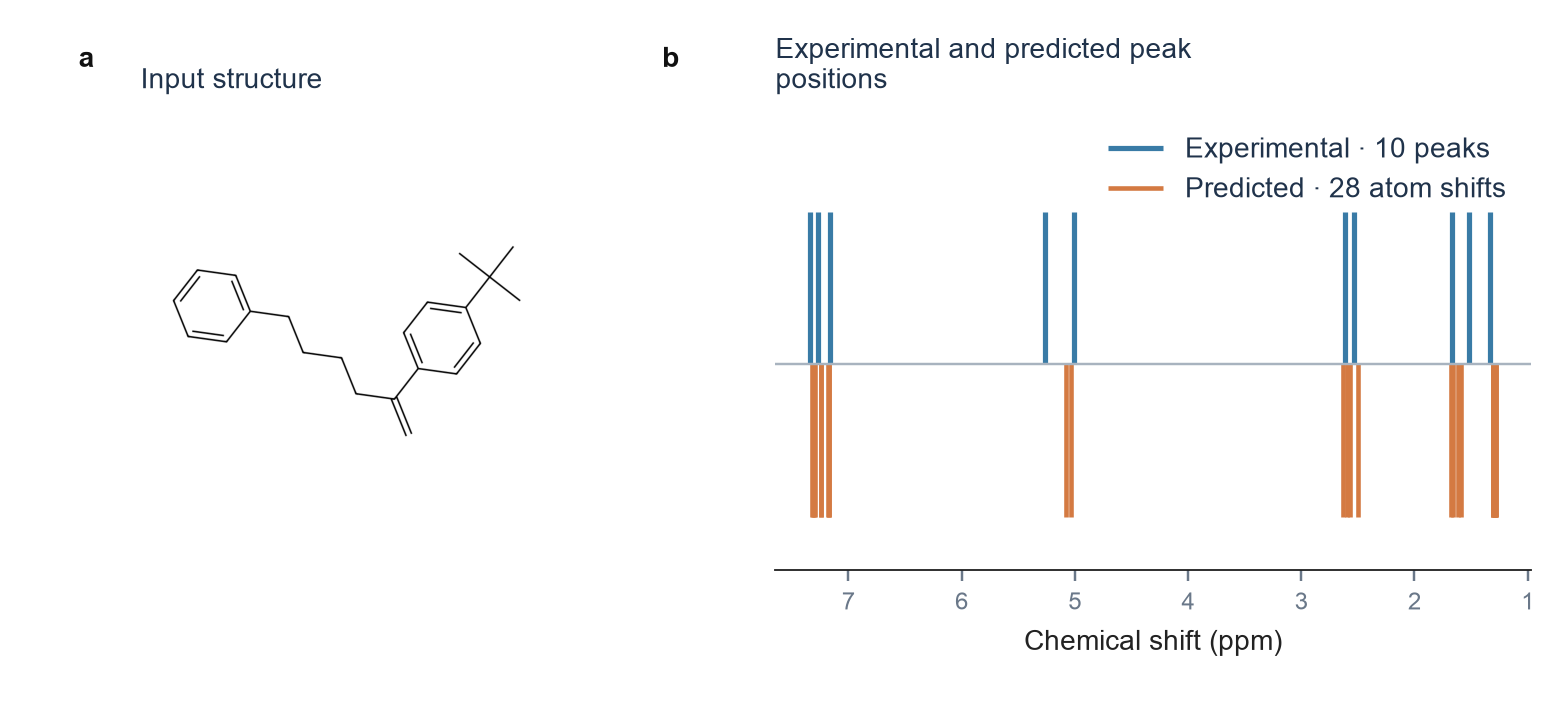 a
Input structure
b
Experimental and predicted peak
positions
Experimental · 10 peaks
Predicted · 28 atom shifts
7
6
5
4
3
2
1
Chemical shift (ppm)